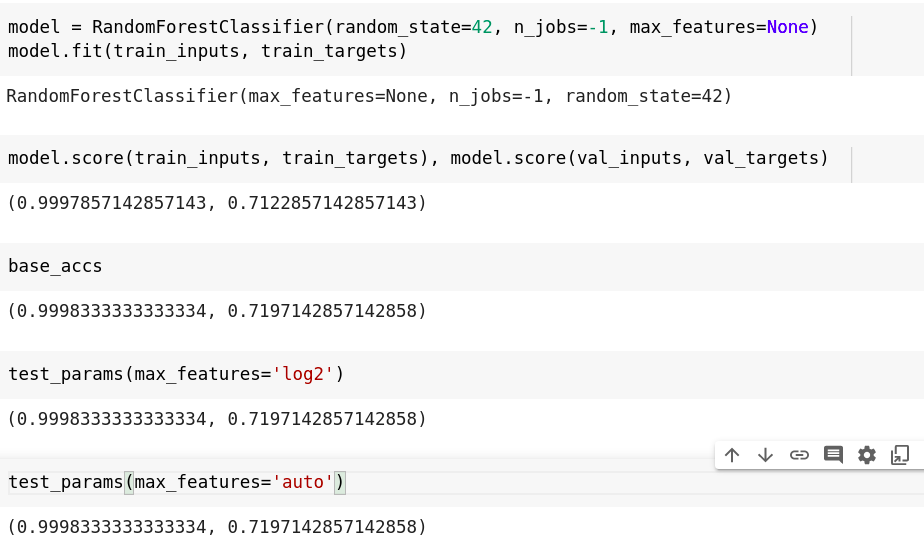 model = RandomForestClassifier(random_state=42, n_jobs=-1, max_features=None)
model.fit(train_inputs, train_targets)
RandomForestClassifier(max_features=None, n_jobs=-1, random_state=42)
model.score(train_inputs, train_targets), model.score(val_inputs, val_targets)
(0.9997857142857143, 0.7122857142857143)
base_accs
(0.9998333333333334, 0.7197142857142858)
test_params(max_features='log2')
(0.9998333333333334, 0.7197142857142858)
test_params(max_features='auto')
(0.9998333333333334, 0.7197142857142858)